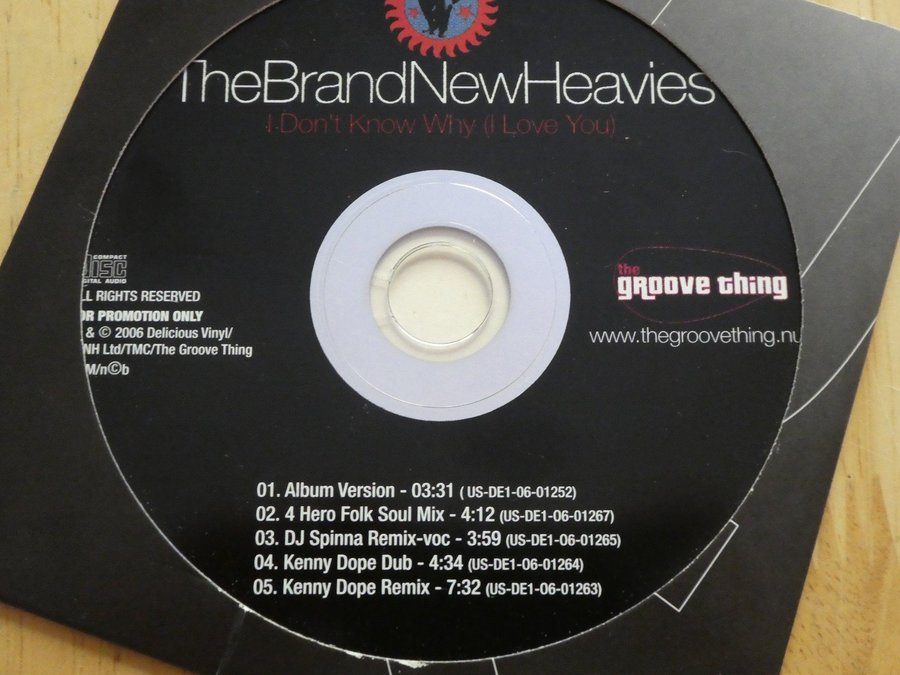 TheBrandNewHeavies
I Don't Know Why (I Love You)
COMPACT
DISC
DIGITAL AUDIO
LL RIGHTS RESERVED
OR PROMOTION ONLY
& © 2006 Delicious Vinyl/
NH Ltd/TMC/The Groove Thing
M/n©b
the
groove thing
www.thegroovething.nu
01. Album Version - 03:31 ( US-DE1-06-01252)
02. 4 Hero Folk Soul Mix - 4:12 (US-DE1-06-01267)
03. DJ Spinna Remix-voc - 3:59 (US-DE1-06-01265)
04. Kenny Dope Dub - 4:34 (US-DE1-06-01264)
05. Kenny Dope Remix - 7:32 (US-DE1-06-01263)